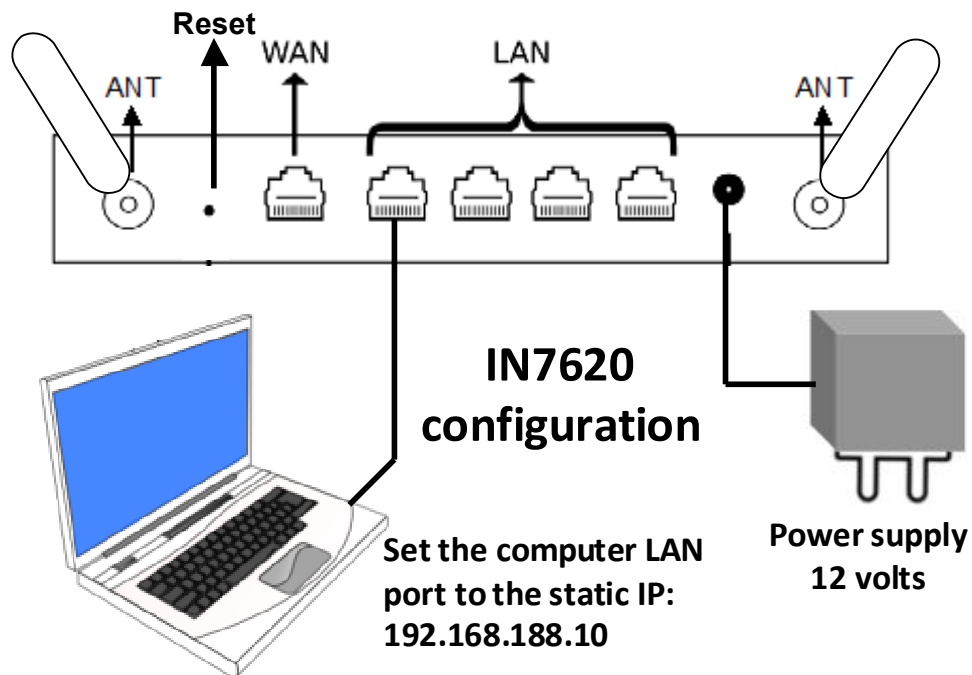 Reset
WAN
LAN
ANT
ANT
IN7620
configuration
Set the computer LAN
port to the static IP:
192.168.188.10
Power supply
12 volts